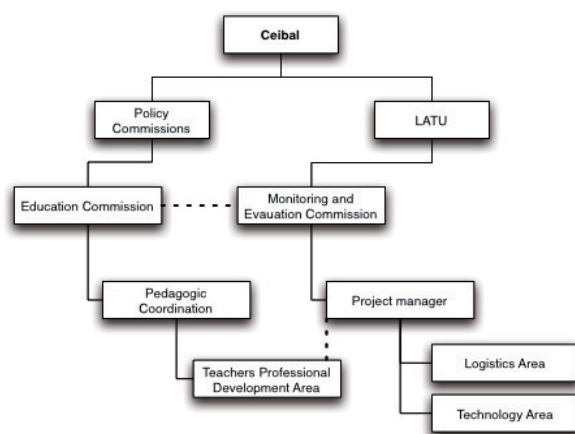 Ceibal
Policy
Commissions
LATU
Education Commission
Monitoring and
Evauation Commission
Pedagogic
Coordination
Project manager
Teachers Professional
Development Area
Logistics Area
Technology Area